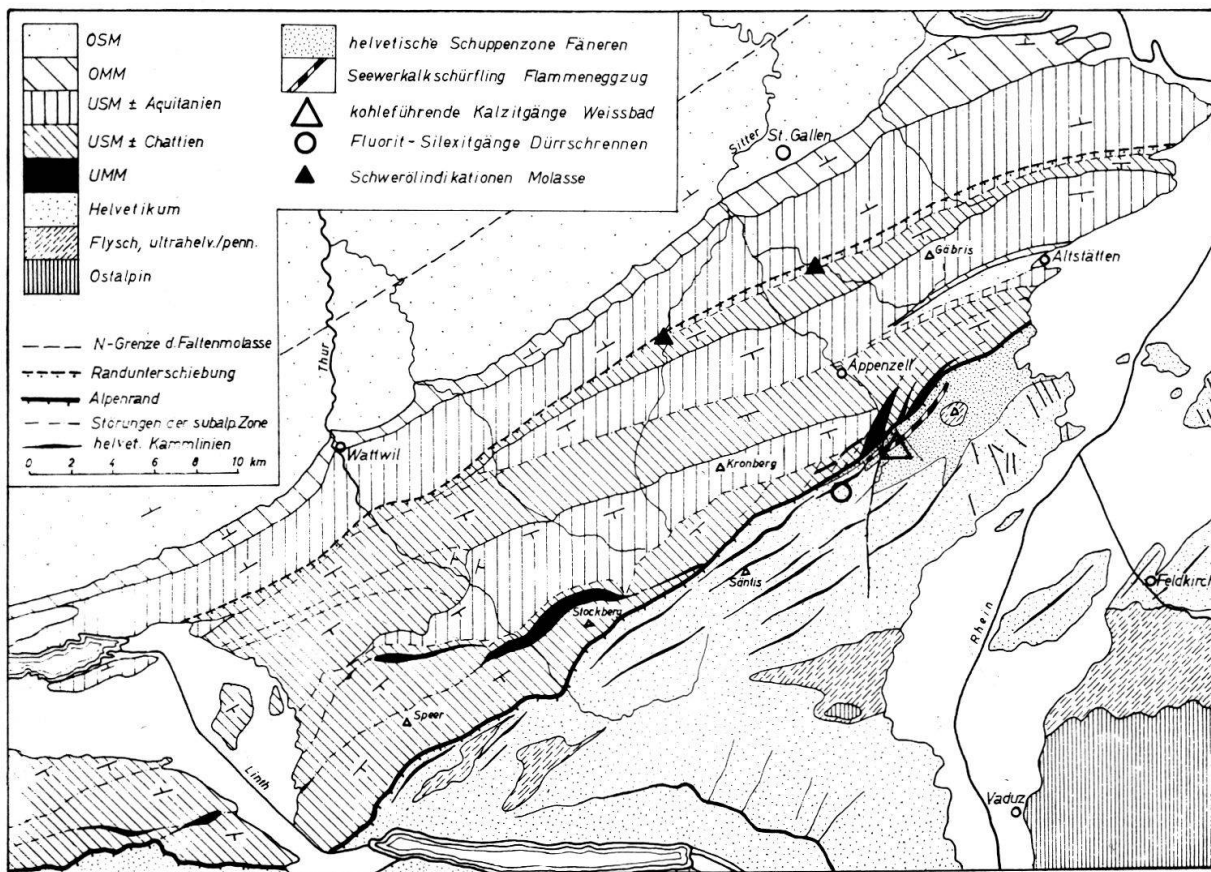 OSM
OMM
USM ± Aquitanien
USM ± Chattien
UMM
Helvetikum
Flysch, ultrahelv./penn.
Ostalpin
N-Grenze d. Faltenmolasse
Randunterschiebung
Alpenrand
Störungen der subalp. Zone
helvet. Kammlinien
0 2 4 6 8 10 km
helvetische Schuppenzone Fäneren
Seewerkalkschürfling Flammeneggzug
kohleführende Kalzitgänge Weissbad
Fluorit-Silexitgänge Dürrschrennen
Schwerölindikationen Molasse
Sitter
St. Gallen
Thur
Gäbris
Altstätten
Appenzell
Wattwil
Kronberg
Säntis
Stockberg
Feldkirch
Rhein
Speer
Linth
Vaduz